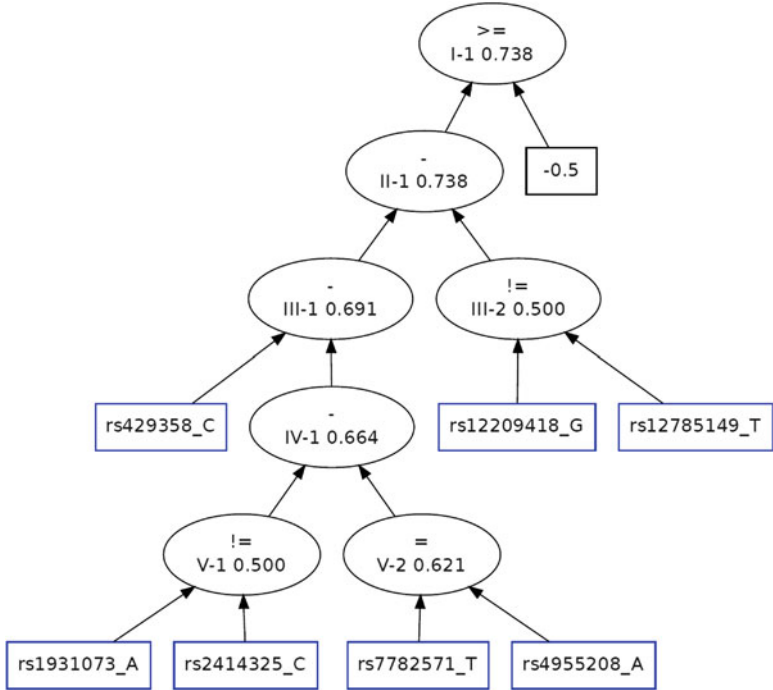 >=
I-1 0.738
-
II-1 0.738
-0.5
-
III-1 0.691
!=
III-2 0.500
rs429358_C
-
IV-1 0.664
rs12209418_G
rs12785149_T
!=
V-1 0.500
=
V-2 0.621
rs1931073_A
rs2414325_C
rs7782571_T
rs4955208_A